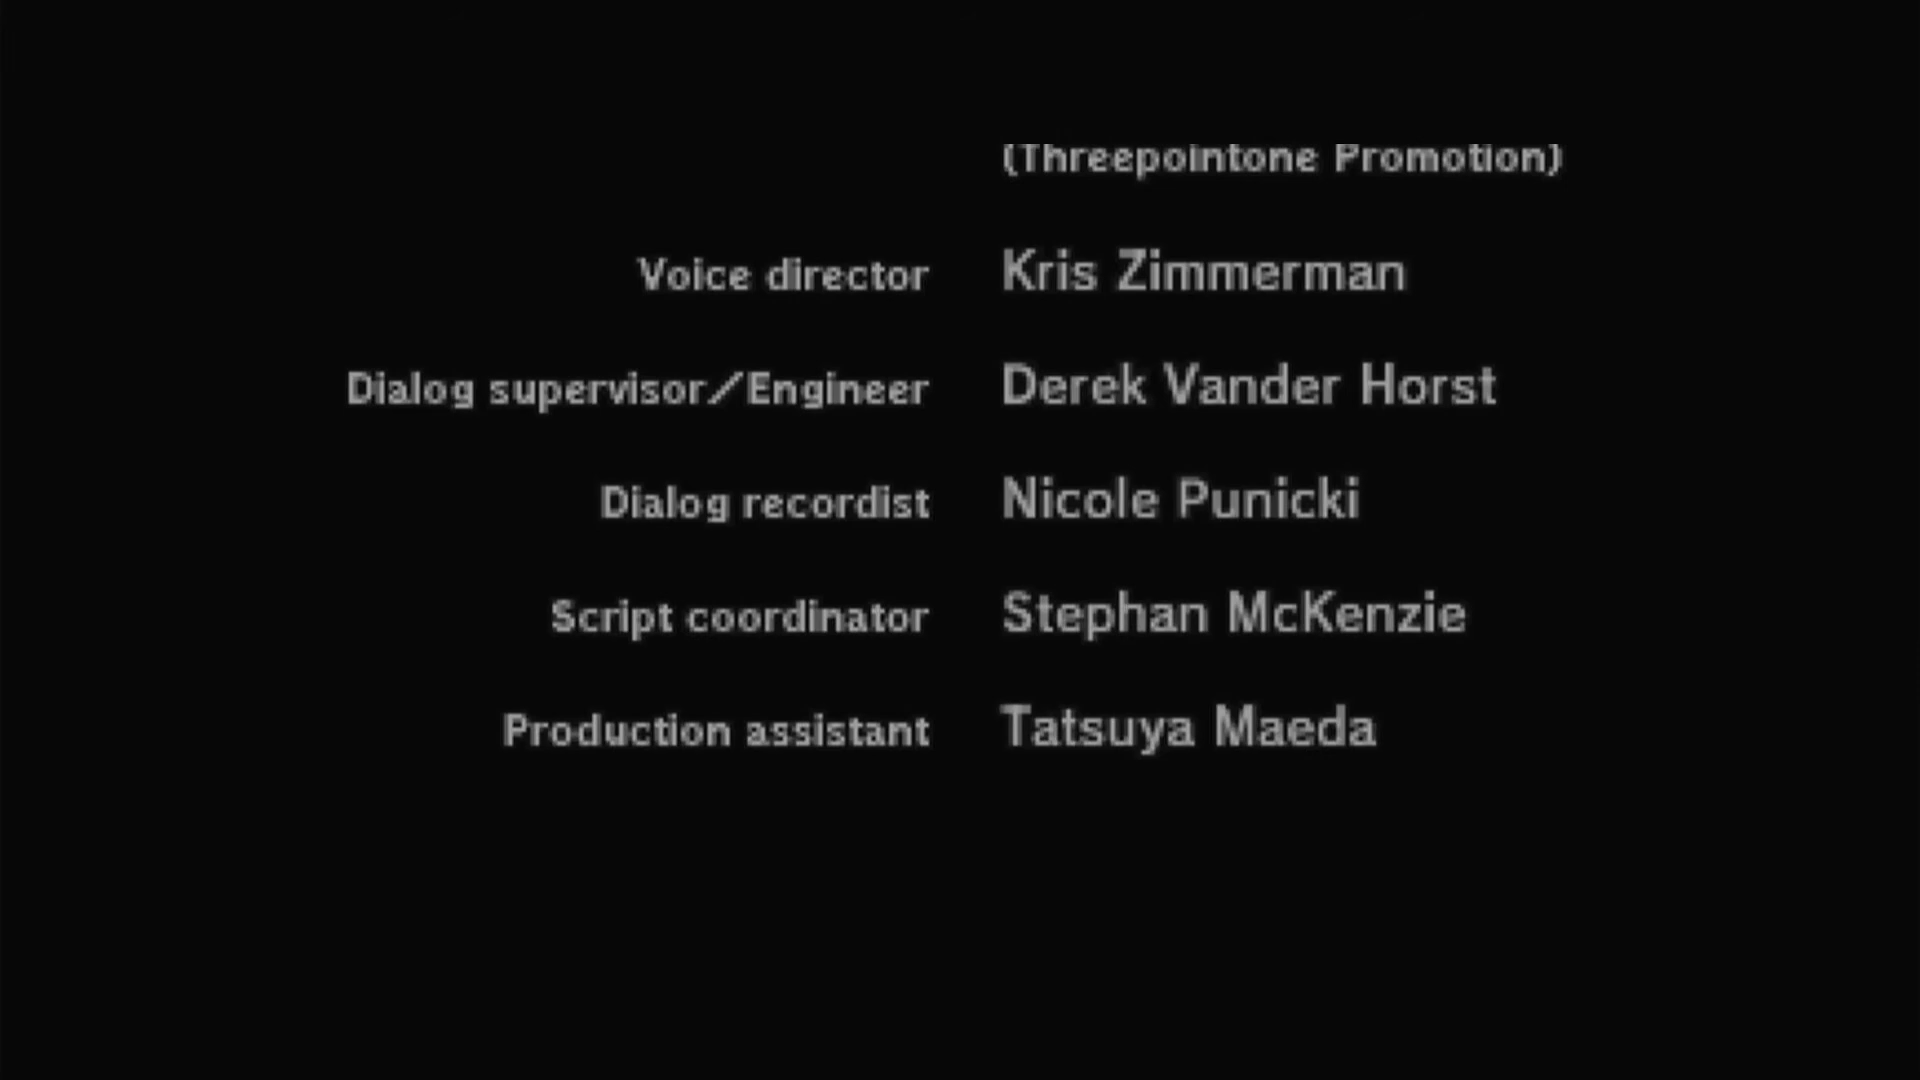 (Threepointone Promotion)
Voice director Kris Zimmerman
Dialog supervisor/Engineer Derek Vander Horst
Dialog recordist Nicole Punicki
Script coordinator Stephan McKenzie
Production assistant Tatsuya Maeda